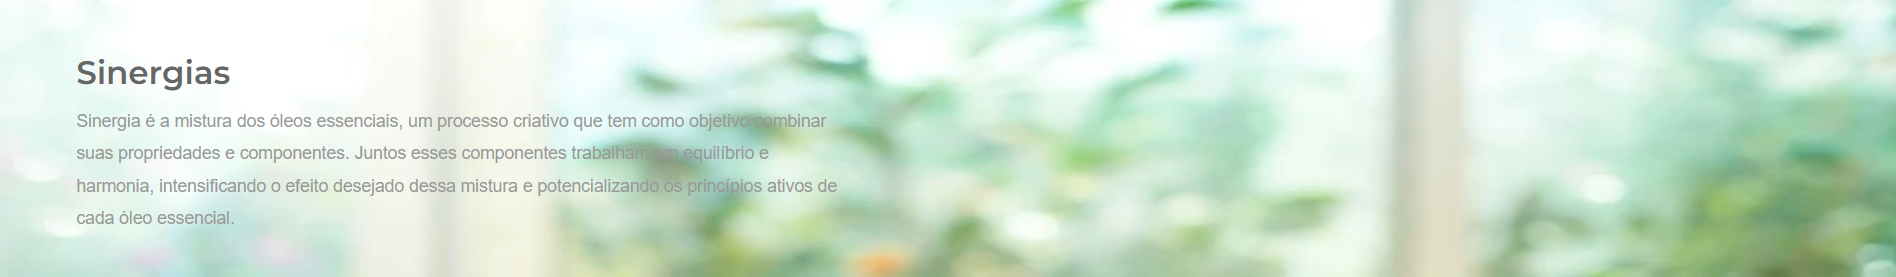 Sinergias
Sinergia é a mistura dos óleos essenciais, um processo criativo que tem como objetivo combinar
suas propriedades e componentes. Juntos esses componentes trabalham em equilíbrio e
harmonia, intensificando o efeito desejado dessa mistura e potencializando os princípios ativos de
cada óleo essencial.